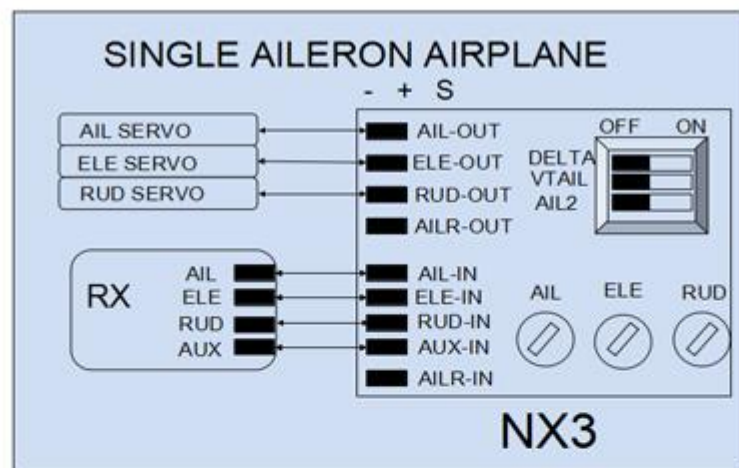 SINGLE AILERON AIRPLANE
- + S
AIL SERVO
ELE SERVO
RUD SERVO
AIL-OUT
ELE-OUT
RUD-OUT
AILR-OUT
OFF ON
DELTA
VTAIL
AIL2
RX
AIL
ELE
RUD
AUX
AIL-IN
ELE-IN
RUD-IN
AUX-IN
AILR-IN
AIL ELE RUD
NX3